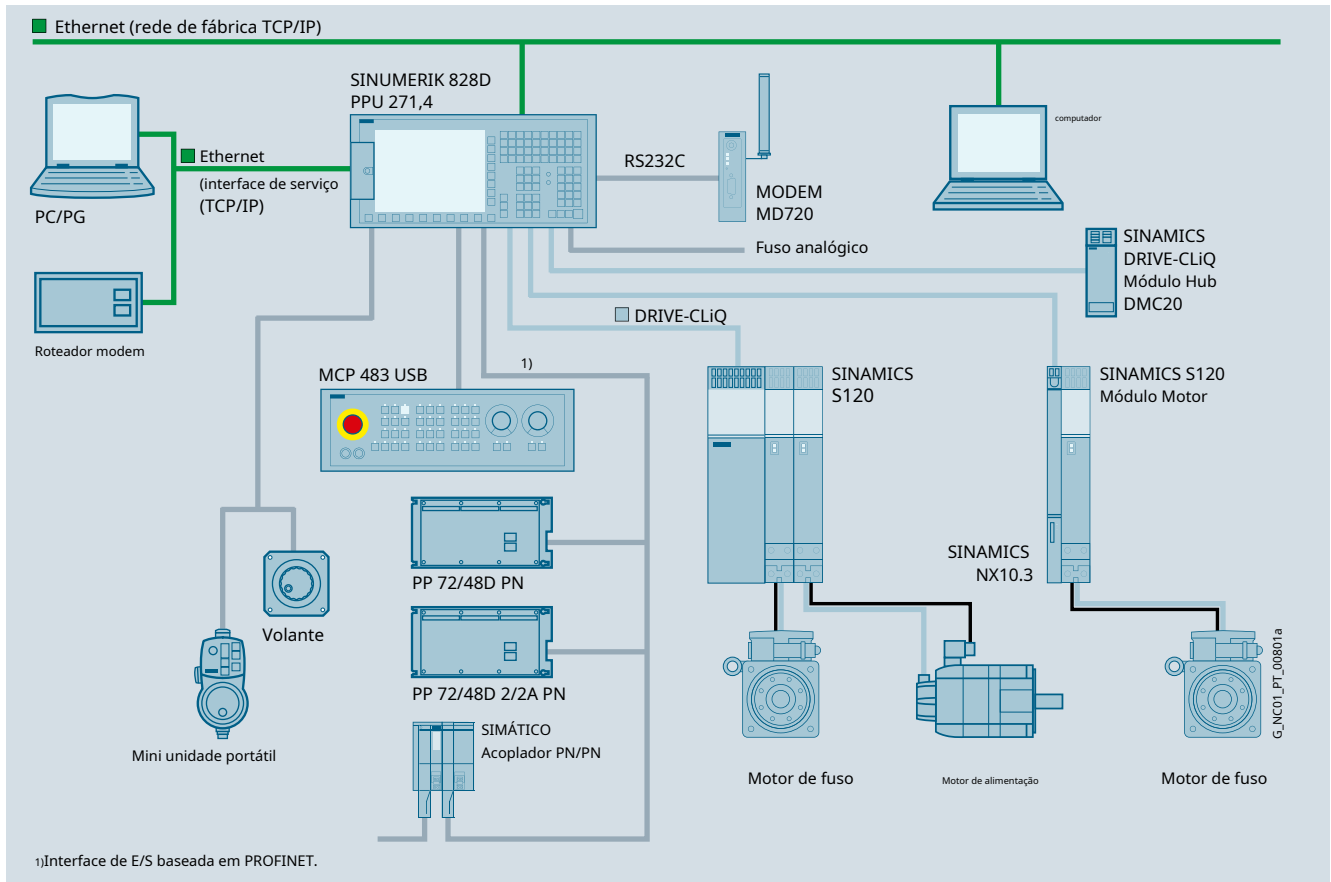 Ethernet (rede de fábrica TCP/IP)
SINUMERIK 828D
PPU 271,4
PC/PG
Ethernet
(interface de serviço
(TCP/IP)
RS232C
MODEM
MD720
computador
Fuso analógico
SINAMICS
DRIVE-CLiQ
Módulo Hub
DMC20
Roteador modem
DRIVE-CLiQ
MCP 483 USB
1)
SINAMICS
S120
SINAMICS S120
Módulo Motor
SINAMICS
NX10.3
PP 72/48D PN
Volante
PP 72/48D 2/2A PN
Mini unidade portátil
SIMÁTICO
Acoplador PN/PN
Motor de fuso
Motor de alimentação
Motor de fuso
G_NC01_PT_00801a
1)Interface de E/S baseada em PROFINET.